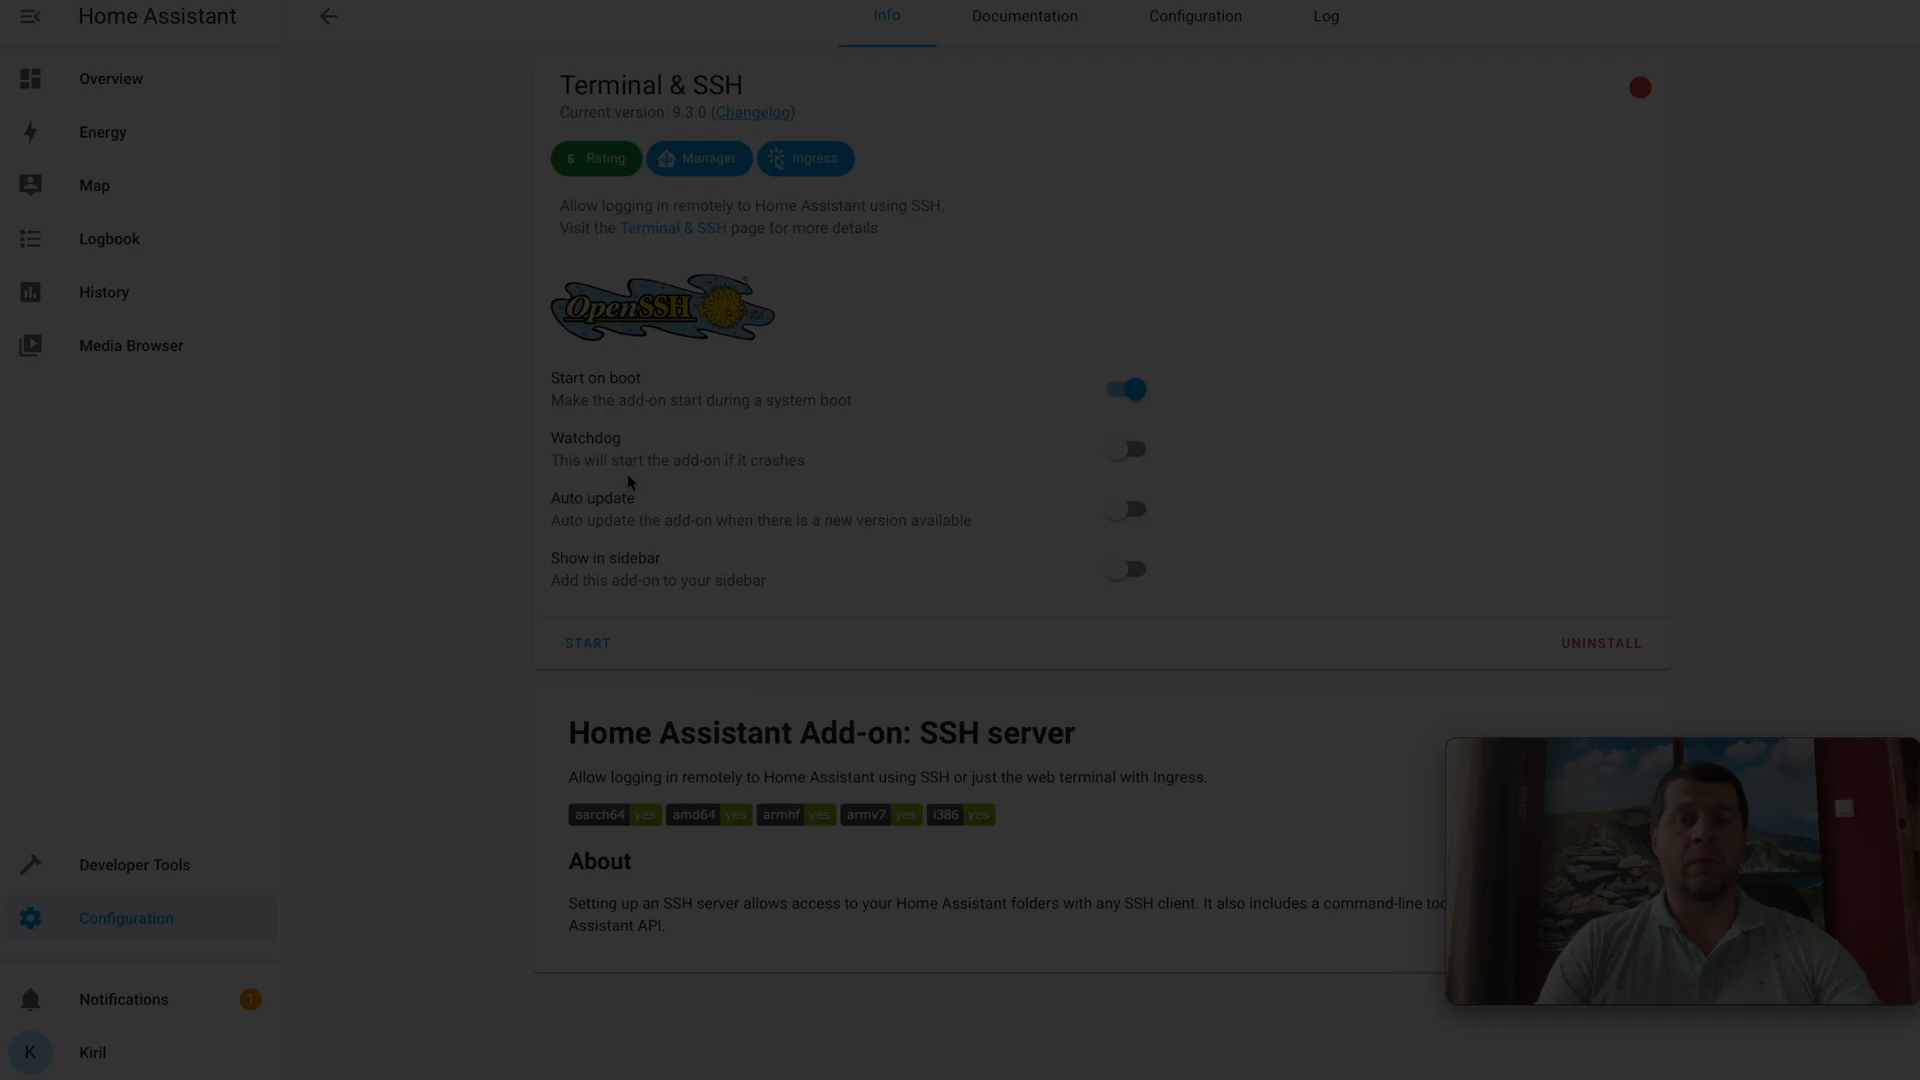 Home Assistant
Info
Documentation
Configuration
Log
Overview
Energy
Map
Logbook
History
Media Browser
Developer Tools
Configuration
Notifications
1
K
Kiril
Terminal & SSH
Current version: 9.3.0 (Changelog)
6 Rating
Manager
Ingress
Allow logging in remotely to Home Assistant using SSH.
Visit the Terminal & SSH page for more details
OpenSSH
Start on boot
Make the add-on start during a system boot
Watchdog
This will start the add-on if it crashes
Auto update
Auto update the add-on when there is a new version available
Show in sidebar
Add this add-on to your sidebar
START
UNINSTALL
Home Assistant Add-on: SSH server
Allow logging in remotely to Home Assistant using SSH or just the web terminal with Ingress.
aarch64 yes
amd64 yes
armhf yes
armv7 yes
i386 yes
About
Setting up an SSH server allows access to your Home Assistant folders with any SSH client. It also includes a command-line
Assistant API.